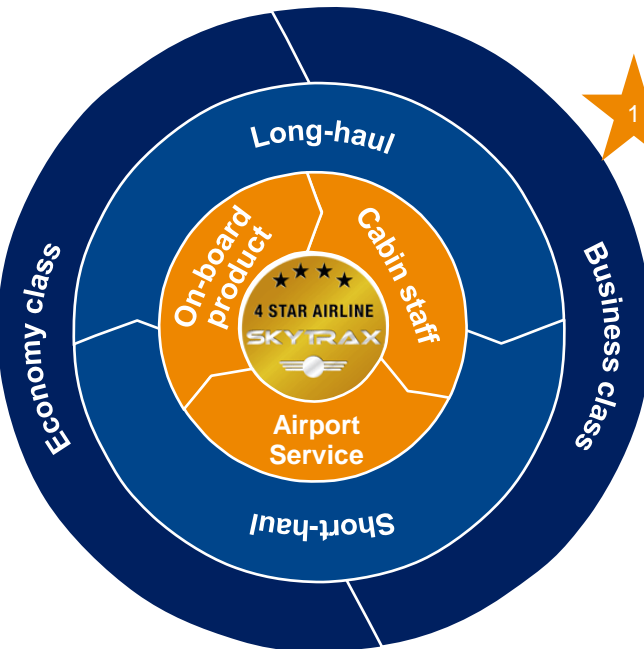 1
Long-haul
On-board
product
Cabin staff
Economy class
Business class
4 STAR AIRLINE
SKYTRAX
Airport
Service
Short-haul